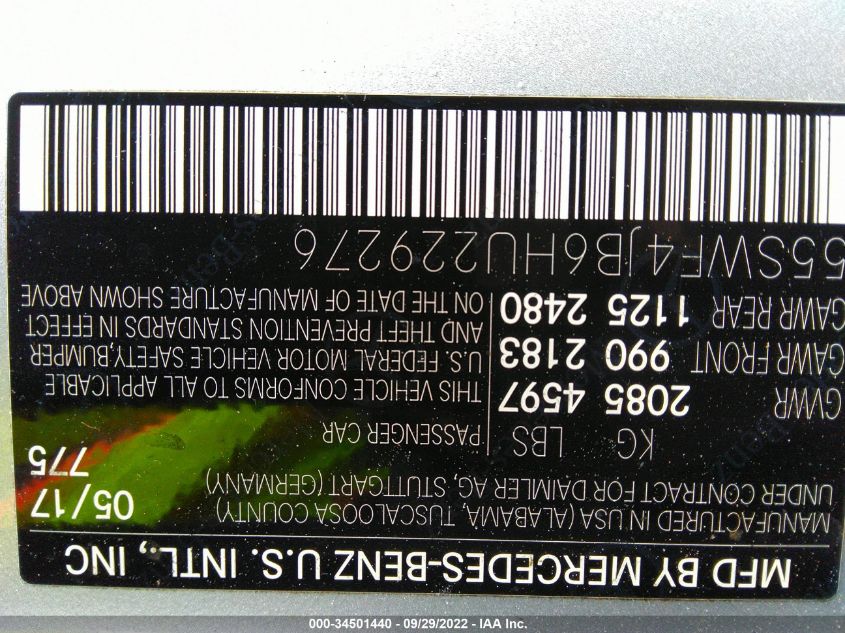 MFD BY MERCEDES-BENZ U.S. INTL., INC
MANUFACTURED IN USA (ALABAMA, TUSCALOOSA COUNTY)
UNDER CONTRACT FOR DAIMLER AG, STUTTGART (GERMANY)
05/17
775
KG LBS
PASSENGER CAR
GVWR 2085 4597
GAWR FRONT 990 2183
GAWR REAR 1125 2480
THIS VEHICLE CONFORMS TO ALL APPLICABLE
U.S. FEDERAL MOTOR VEHICLE SAFETY,BUMPER
AND THEFT PREVENTION STANDARDS IN EFFECT
ON THE DATE OF MANUFACTURE SHOWN ABOVE
55SWF4JB6HU229276
000-34501440 - 09/29/2022 - IAA Inc.